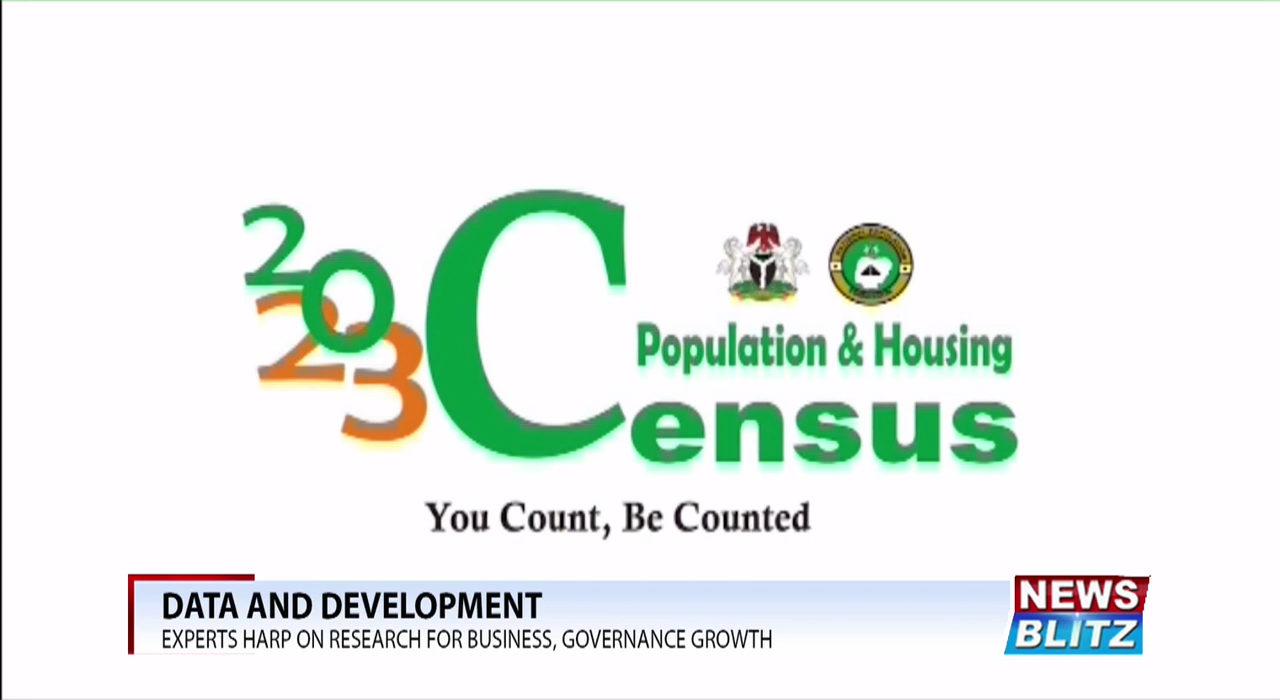 2023
Population & Housing
Census
You Count, Be Counted
DATA AND DEVELOPMENT
EXPERTS HARP ON RESEARCH FOR BUSINESS, GOVERNANCE GROWTH
NEWS
BLITZ